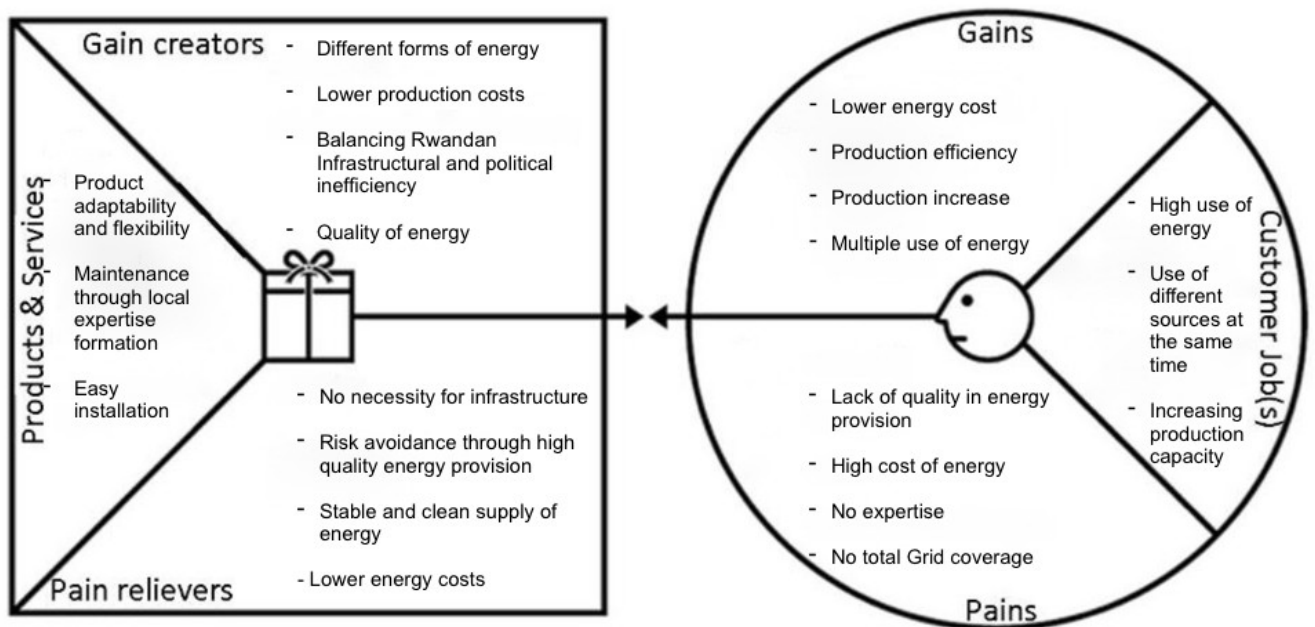 Gain creators
- Different forms of energy
- Lower production costs
- Balancing Rwandan
Infrastructural and political
inefficiency
- Quality of energy
Products & Services
- Product
adaptability
and flexibility
- Maintenance
through local
expertise
formation
- Easy
installation
- No necessity for infrastructure
- Risk avoidance through high
quality energy provision
- Stable and clean supply of
energy
- Lower energy costs
Pain relievers
Gains
- Lower energy cost
- Production efficiency
- Production increase
- Multiple use of energy
Customer Job(s)
- High use of
energy
- Use of
different
sources at
the same
time
- Increasing
production
capacity
- Lack of quality in energy
provision
- High cost of energy
- No expertise
- No total Grid coverage
Pains